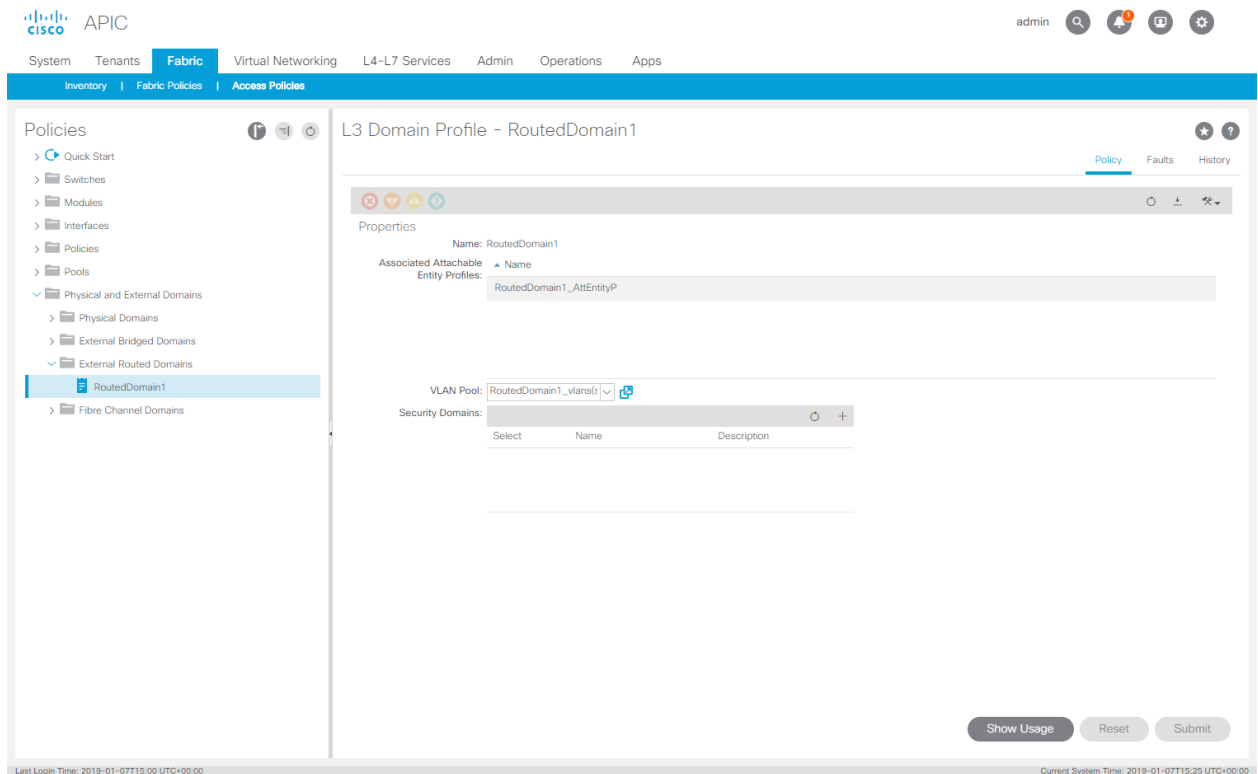 cisco APIC
admin
1
System Tenants Fabric Virtual Networking L4-L7 Services Admin Operations Apps
Inventory | Fabric Policies | Access Policies
Policies
Quick Start
Switches
Modules
Interfaces
Policies
Pools
Physical and External Domains
Physical Domains
External Bridged Domains
External Routed Domains
RoutedDomain1
Fibre Channel Domains
L3 Domain Profile - RoutedDomain1
Policy Faults History
Properties
Name: RoutedDomain1
Associated Attachable Entity Profiles:
Name
RoutedDomain1_AttEntityP
VLAN Pool: RoutedDomain1_vlans(s
Security Domains:
Select Name Description
Show Usage Reset Submit
Last Login Time: 2019-01-07T15:00 UTC+00:00
Current System Time: 2019-01-07T15:25 UTC+00:00